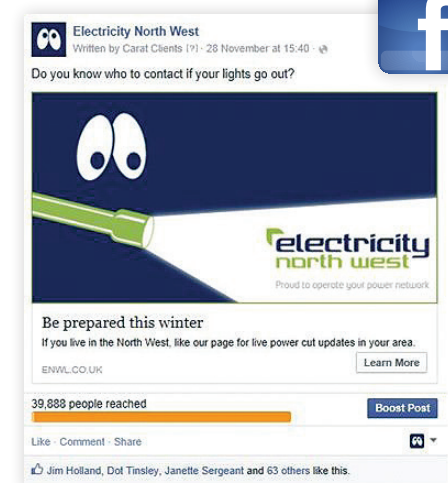 Electricity North West
Written by Carat Clients [?] · 28 November at 15:40 ·
Do you know who to contact if your lights go out?
electricity
north west
Proud to operate your power network
Be prepared this winter
If you live in the North West, like our page for live power cut updates in your area.
ENWL.CO.UK
Learn More
39,888 people reached
Boost Post
Like · Comment · Share
Jim Holland, Dot Tinsley, Janette Sergeant and 63 others like this.